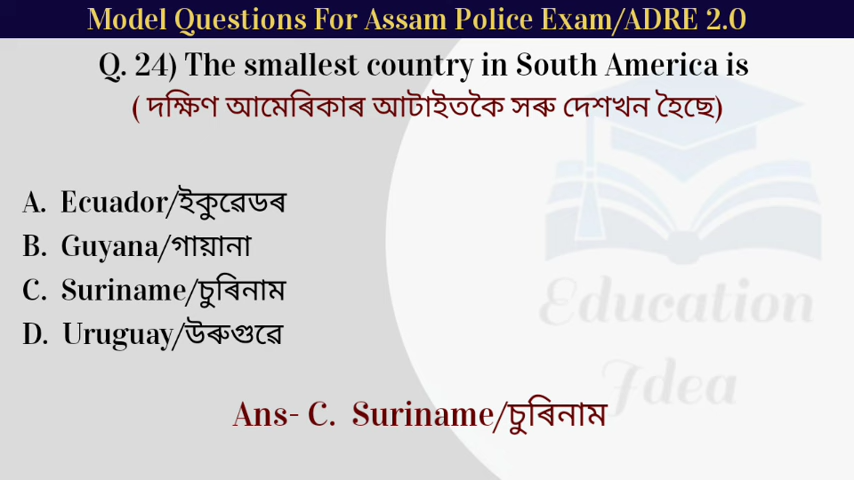 Model Questions For Assam Police Exam/ADRE 2.0
Q. 24) The smallest country in South America is
( দক্ষিণ আমেৰিকাৰ আটাইতকৈ সৰু দেশখন হৈছে)
A. Ecuador/ইকুৱেডৰ
B. Guyana/গায়ানা
C. Suriname/চুৰিনাম
D. Uruguay/উৰুগুৱে
Education
Idea
Ans- C. Suriname/চুৰিনাম